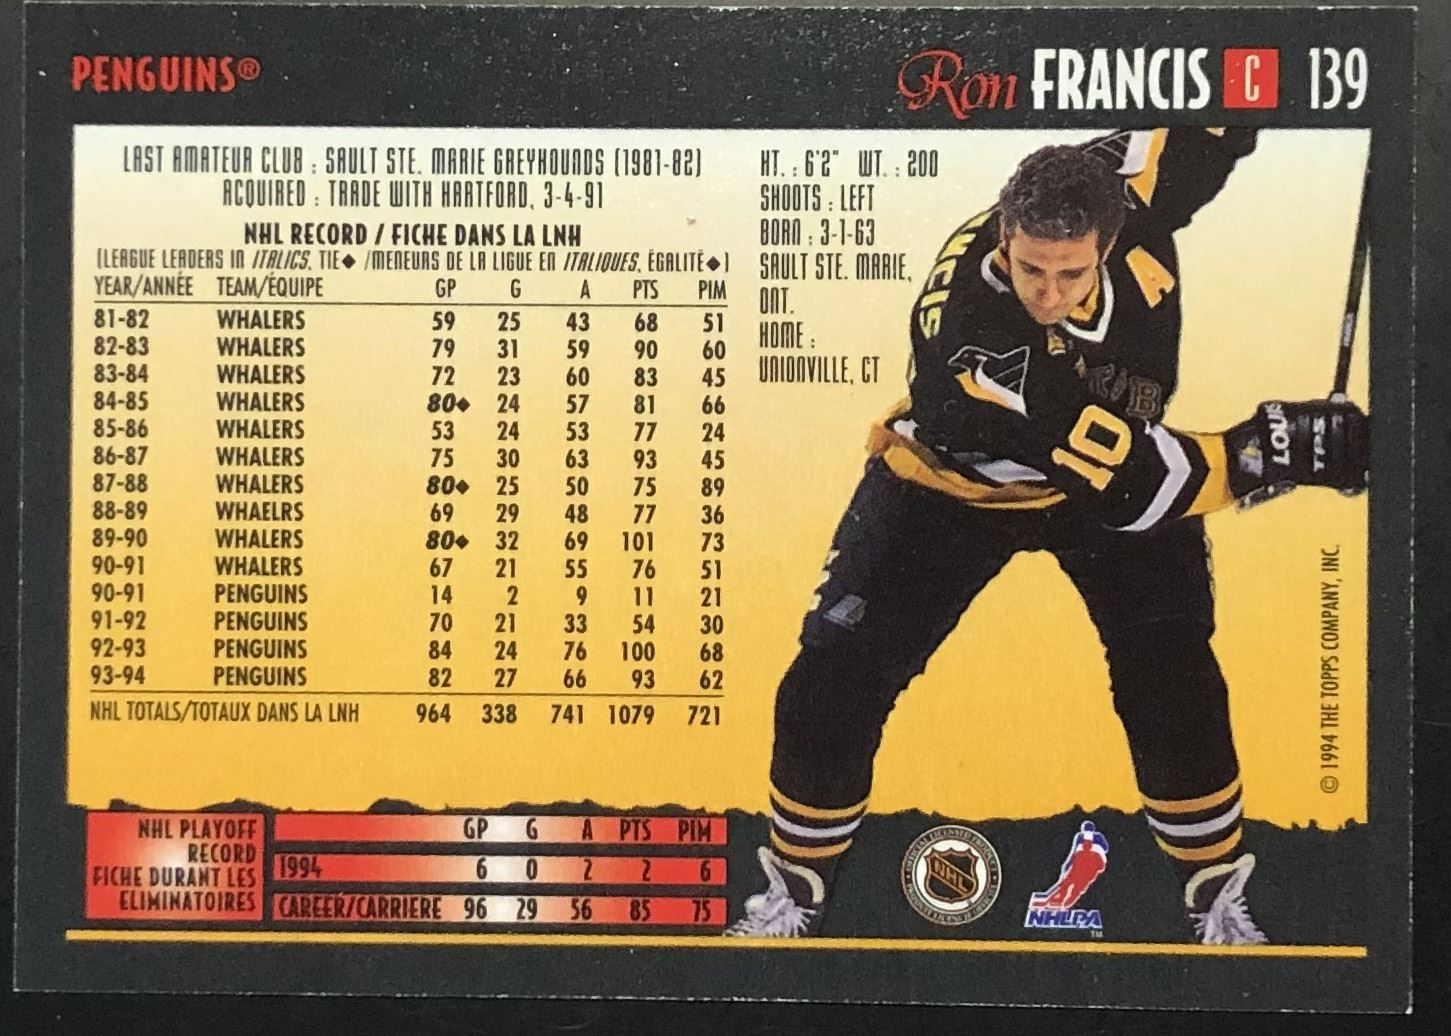 PENGUINS®
Ron FRANCIS C 139
LAST AMATEUR CLUB : SAULT STE. MARIE GREYHOUNDS (1981-82)
ACQUIRED : TRADE WITH HARTFORD, 3-4-91
NHL RECORD / FICHE DANS LA LNH
(LEAGUE LEADERS IN ITALICS, TIE◆ /MENEURS DE LA LIGUE EN ITALIQUES, ÉGALITÉ◆)
YEAR/ANNÉE TEAM/ÉQUIPE GP G A PTS PIM
81-82 WHALERS 59 25 43 68 51
82-83 WHALERS 79 31 59 90 60
83-84 WHALERS 72 23 60 83 45
84-85 WHALERS 80◆ 24 57 81 66
85-86 WHALERS 53 24 53 77 24
86-87 WHALERS 75 30 63 93 45
87-88 WHALERS 80◆ 25 50 75 89
88-89 WHAELRS 69 29 48 77 36
89-90 WHALERS 80◆ 32 69 101 73
90-91 WHALERS 67 21 55 76 51
90-91 PENGUINS 14 2 9 11 21
91-92 PENGUINS 70 21 33 54 30
92-93 PENGUINS 84 24 76 100 68
93-94 PENGUINS 82 27 66 93 62
NHL TOTALS/TOTAUX DANS LA LNH 964 338 741 1079 721
HT. : 6'2" WT. : 200
SHOOTS : LEFT
BORN : 3-1-63
SAULT STE. MARIE,
ONT.
HOME :
UNIONVILLE, CT
NHL PLAYOFF
RECORD
FICHE DURANT LES
ELIMINATOIRES
GP G A PTS PIM
1994 6 0 2 2 6
CAREER/CARRIERE 96 29 56 85 75
A
10
LOUIS
TPS
NHL
NHLPA
TM
© 1994 THE TOPPS COMPANY, INC.